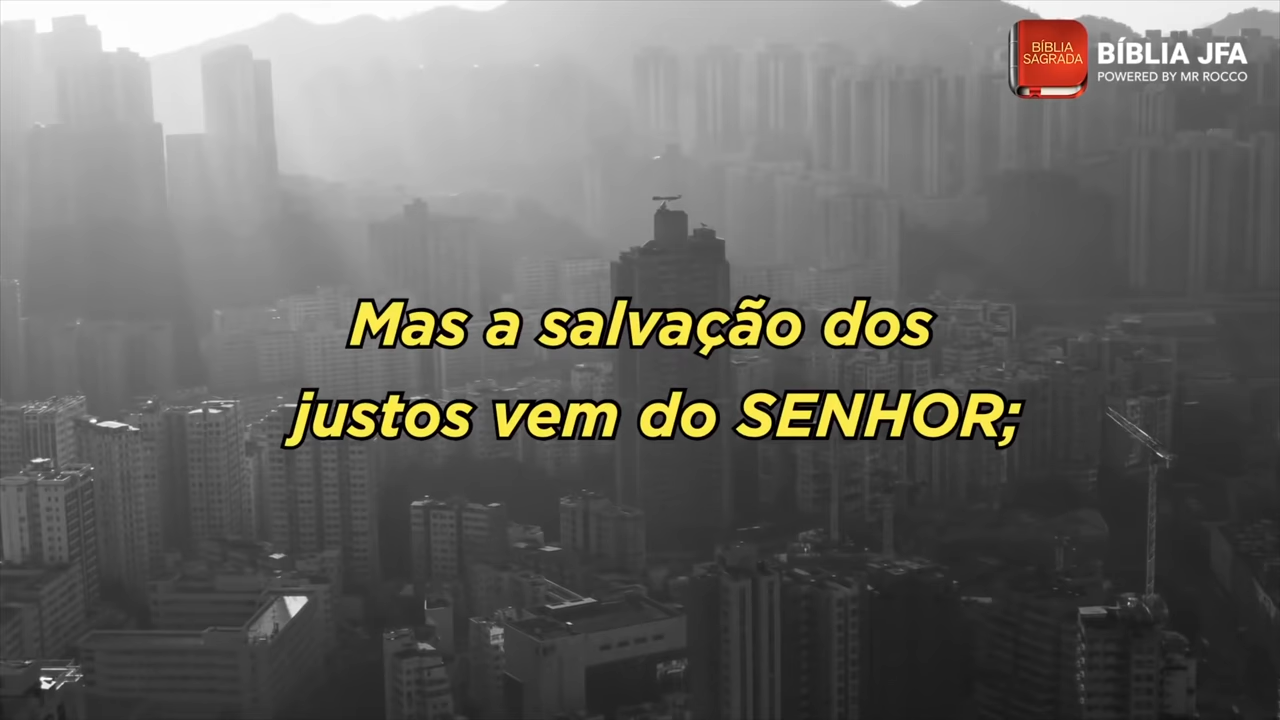 BÍBLIA
SAGRADA
BÍBLIA JFA
POWERED BY MR ROCCO
Mas a salvação dos
justos vem do SENHOR;